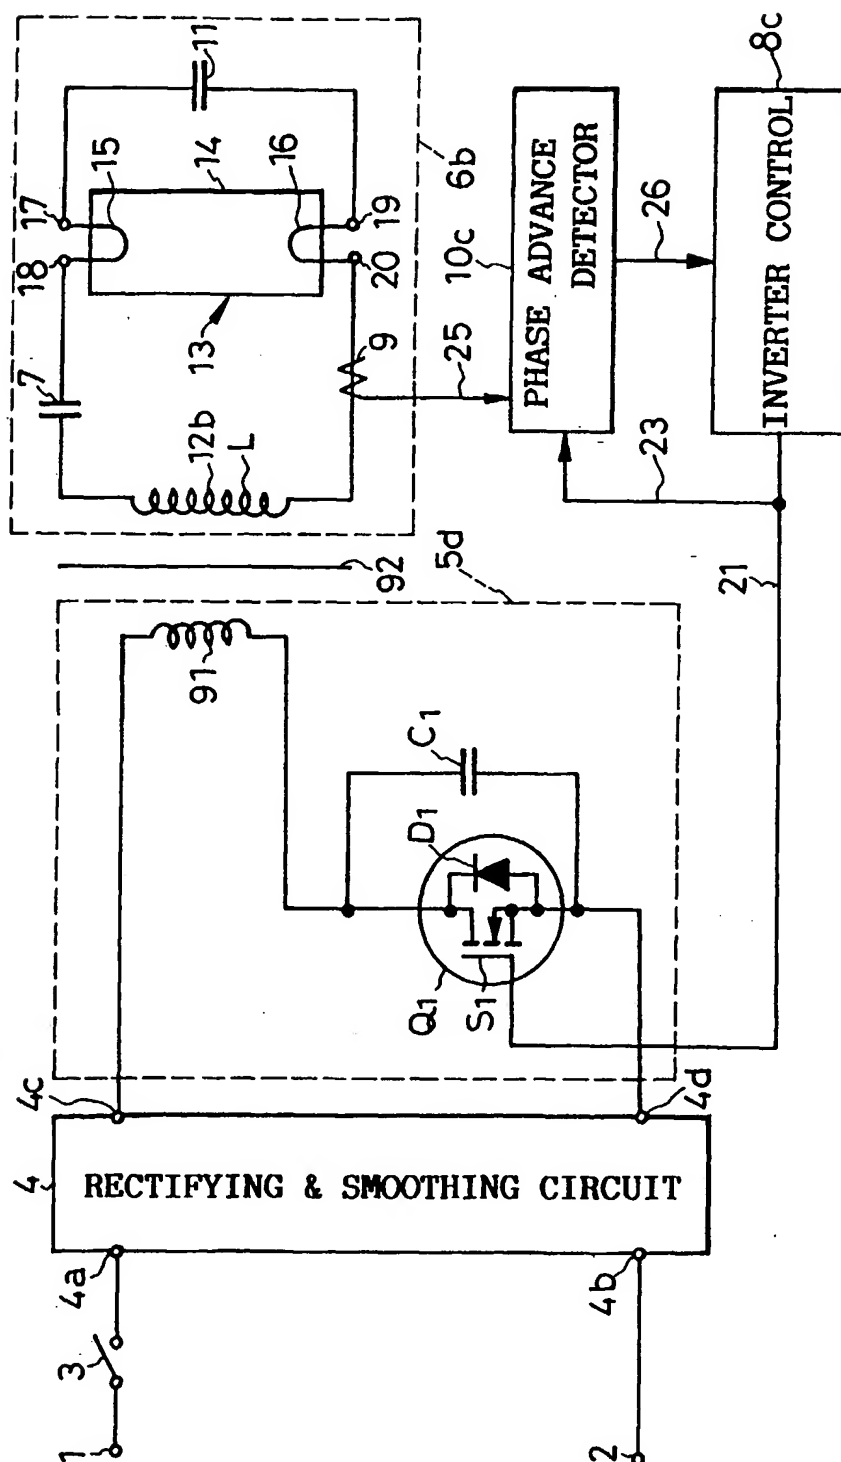 1
2
3
4a
4b
4
RECTIFYING & SMOOTHING CIRCUIT
4c
4d
5d
Q1
S1
D1
C1
91
92
21
23
12b
L
7
18
17
15
14
16
13
20
19
11
9
6b
25
10c
PHASE ADVANCE
DETECTOR
26
8c
INVERTER CONTROL